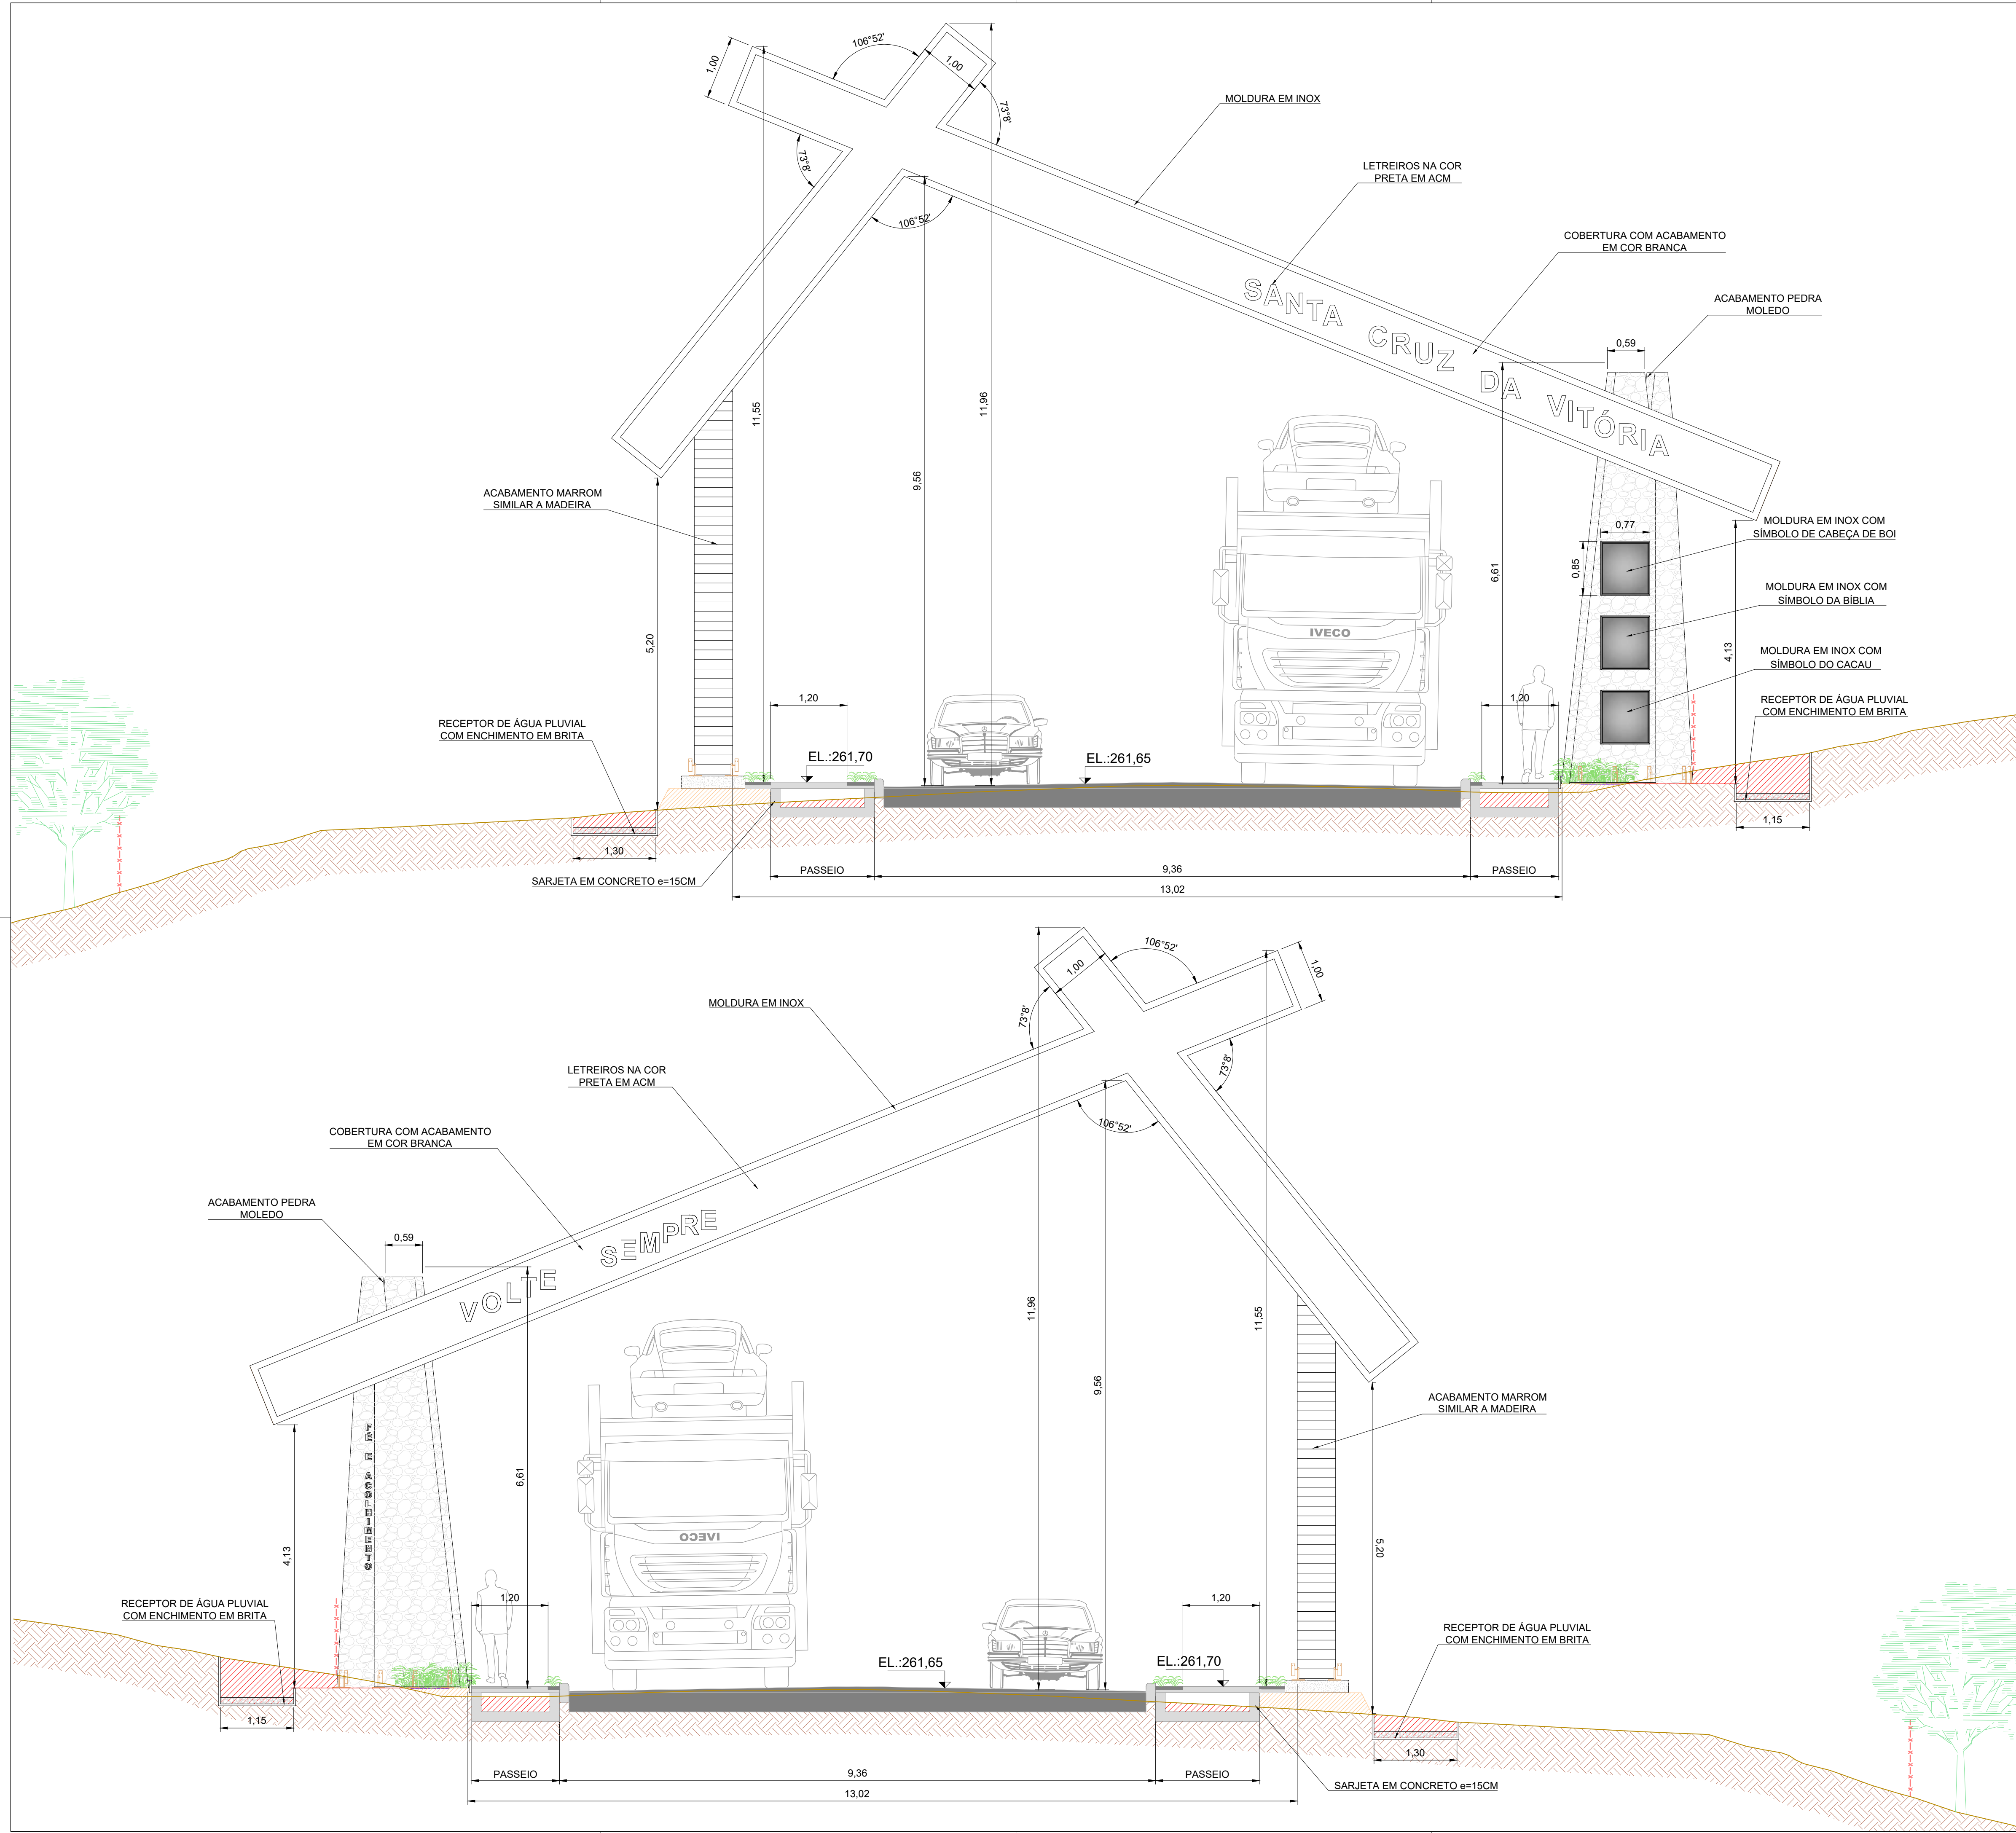 106°52'
1,00
1,00
73°8'
73°8'
106°52'
MOLDURA EM INOX
LETREIROS NA COR
PRETA EM ACM
COBERTURA COM ACABAMENTO
EM COR BRANCA
ACABAMENTO PEDRA
MOLEDO
SANTA CRUZ DA VITÓRIA
0,59
11,55
11,96
9,56
6,61
ACABAMENTO MARROM
SIMILAR A MADEIRA
0,77
0,85
MOLDURA EM INOX COM
SÍMBOLO DE CABEÇA DE BOI
MOLDURA EM INOX COM
SÍMBOLO DA BÍBLIA
MOLDURA EM INOX COM
SÍMBOLO DO CACAU
IVECO
5,20
4,13
1,20
1,20
RECEPTOR DE ÁGUA PLUVIAL
COM ENCHIMENTO EM BRITA
RECEPTOR DE ÁGUA PLUVIAL
COM ENCHIMENTO EM BRITA
EL.:261,70
EL.:261,65
1,30
1,15
SARJETA EM CONCRETO e=15CM
PASSEIO
9,36
PASSEIO
13,02
106°52'
1,00
1,00
73°8'
73°8'
106°52'
MOLDURA EM INOX
LETREIROS NA COR
PRETA EM ACM
COBERTURA COM ACABAMENTO
EM COR BRANCA
ACABAMENTO PEDRA
MOLEDO
0,59
VOLTE SEMPRE
11,96
11,55
9,56
6,61
ACABAMENTO MARROM
SIMILAR A MADEIRA
FÉ E ACOLHIMENTO
IVECO
4,13
5,20
1,20
1,20
RECEPTOR DE ÁGUA PLUVIAL
COM ENCHIMENTO EM BRITA
RECEPTOR DE ÁGUA PLUVIAL
COM ENCHIMENTO EM BRITA
EL.:261,65
EL.:261,70
1,15
1,30
PASSEIO
9,36
PASSEIO
SARJETA EM CONCRETO e=15CM
13,02